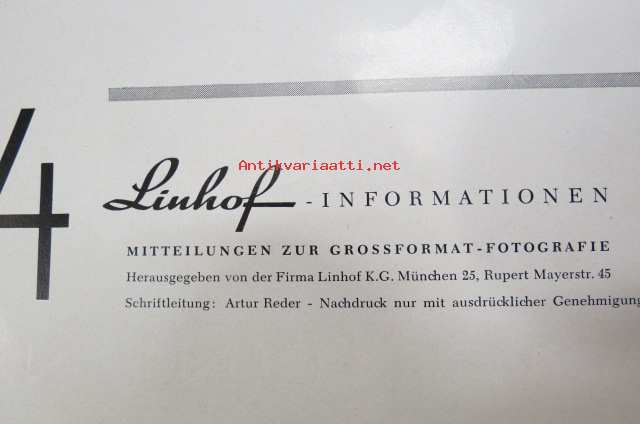 Antikvariaatti.net
4
Linhof - INFORMATIONEN
MITTEILUNGEN ZUR GROSSFORMAT-FOTOGRAFIE
Herausgegeben von der Firma Linhof K.G. München 25, Rupert Mayerstr. 45
Schriftleitung: Artur Reder - Nachdruck nur mit ausdrücklicher Genehmigung